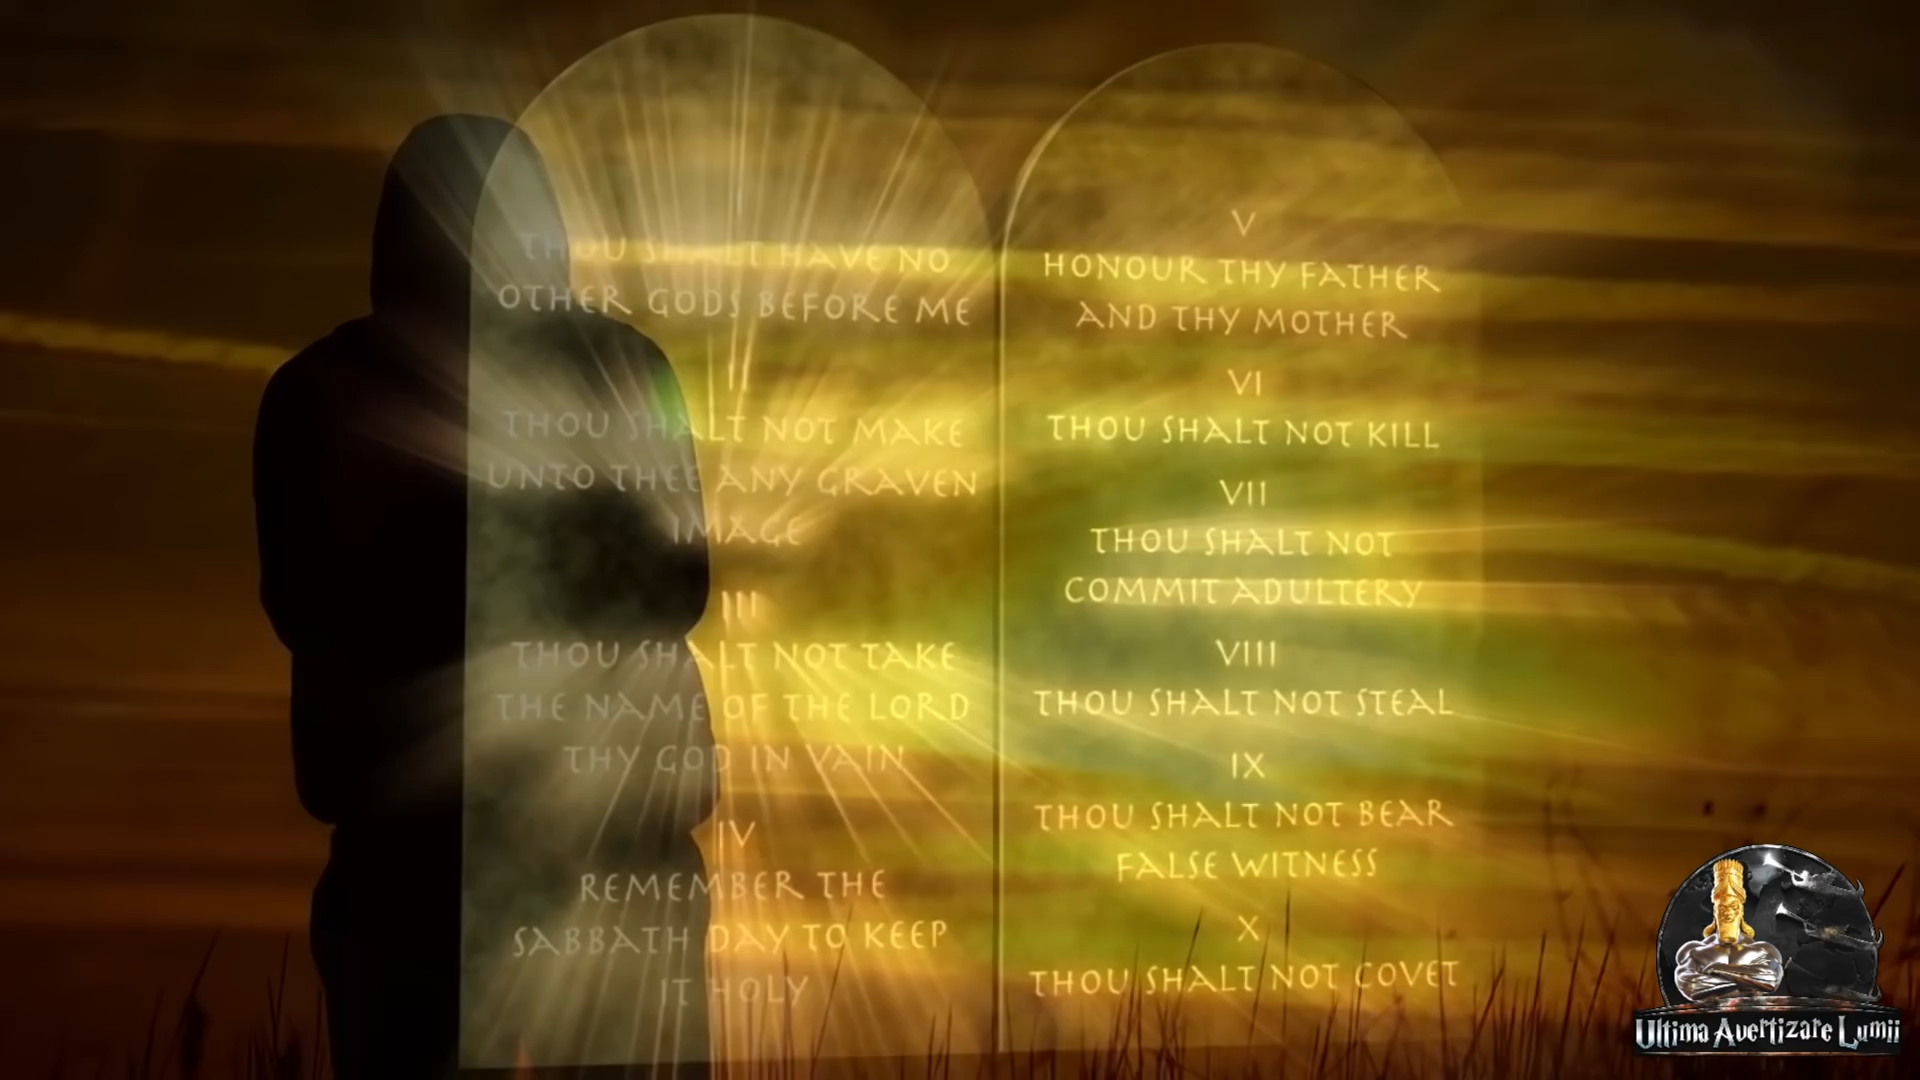 I
THOU SHALT HAVE NO
OTHER GODS BEFORE ME
II
THOU SHALT NOT MAKE
UNTO THEE ANY GRAVEN
IMAGE
III
THOU SHALT NOT TAKE
THE NAME OF THE LORD
THY GOD IN VAIN
IV
REMEMBER THE
SABBATH DAY TO KEEP
IT HOLY
V
HONOUR THY FATHER
AND THY MOTHER
VI
THOU SHALT NOT KILL
VII
THOU SHALT NOT
COMMIT ADULTERY
VIII
THOU SHALT NOT STEAL
IX
THOU SHALT NOT BEAR
FALSE WITNESS
X
THOU SHALT NOT COVET
Ultima Avertizare Lumii